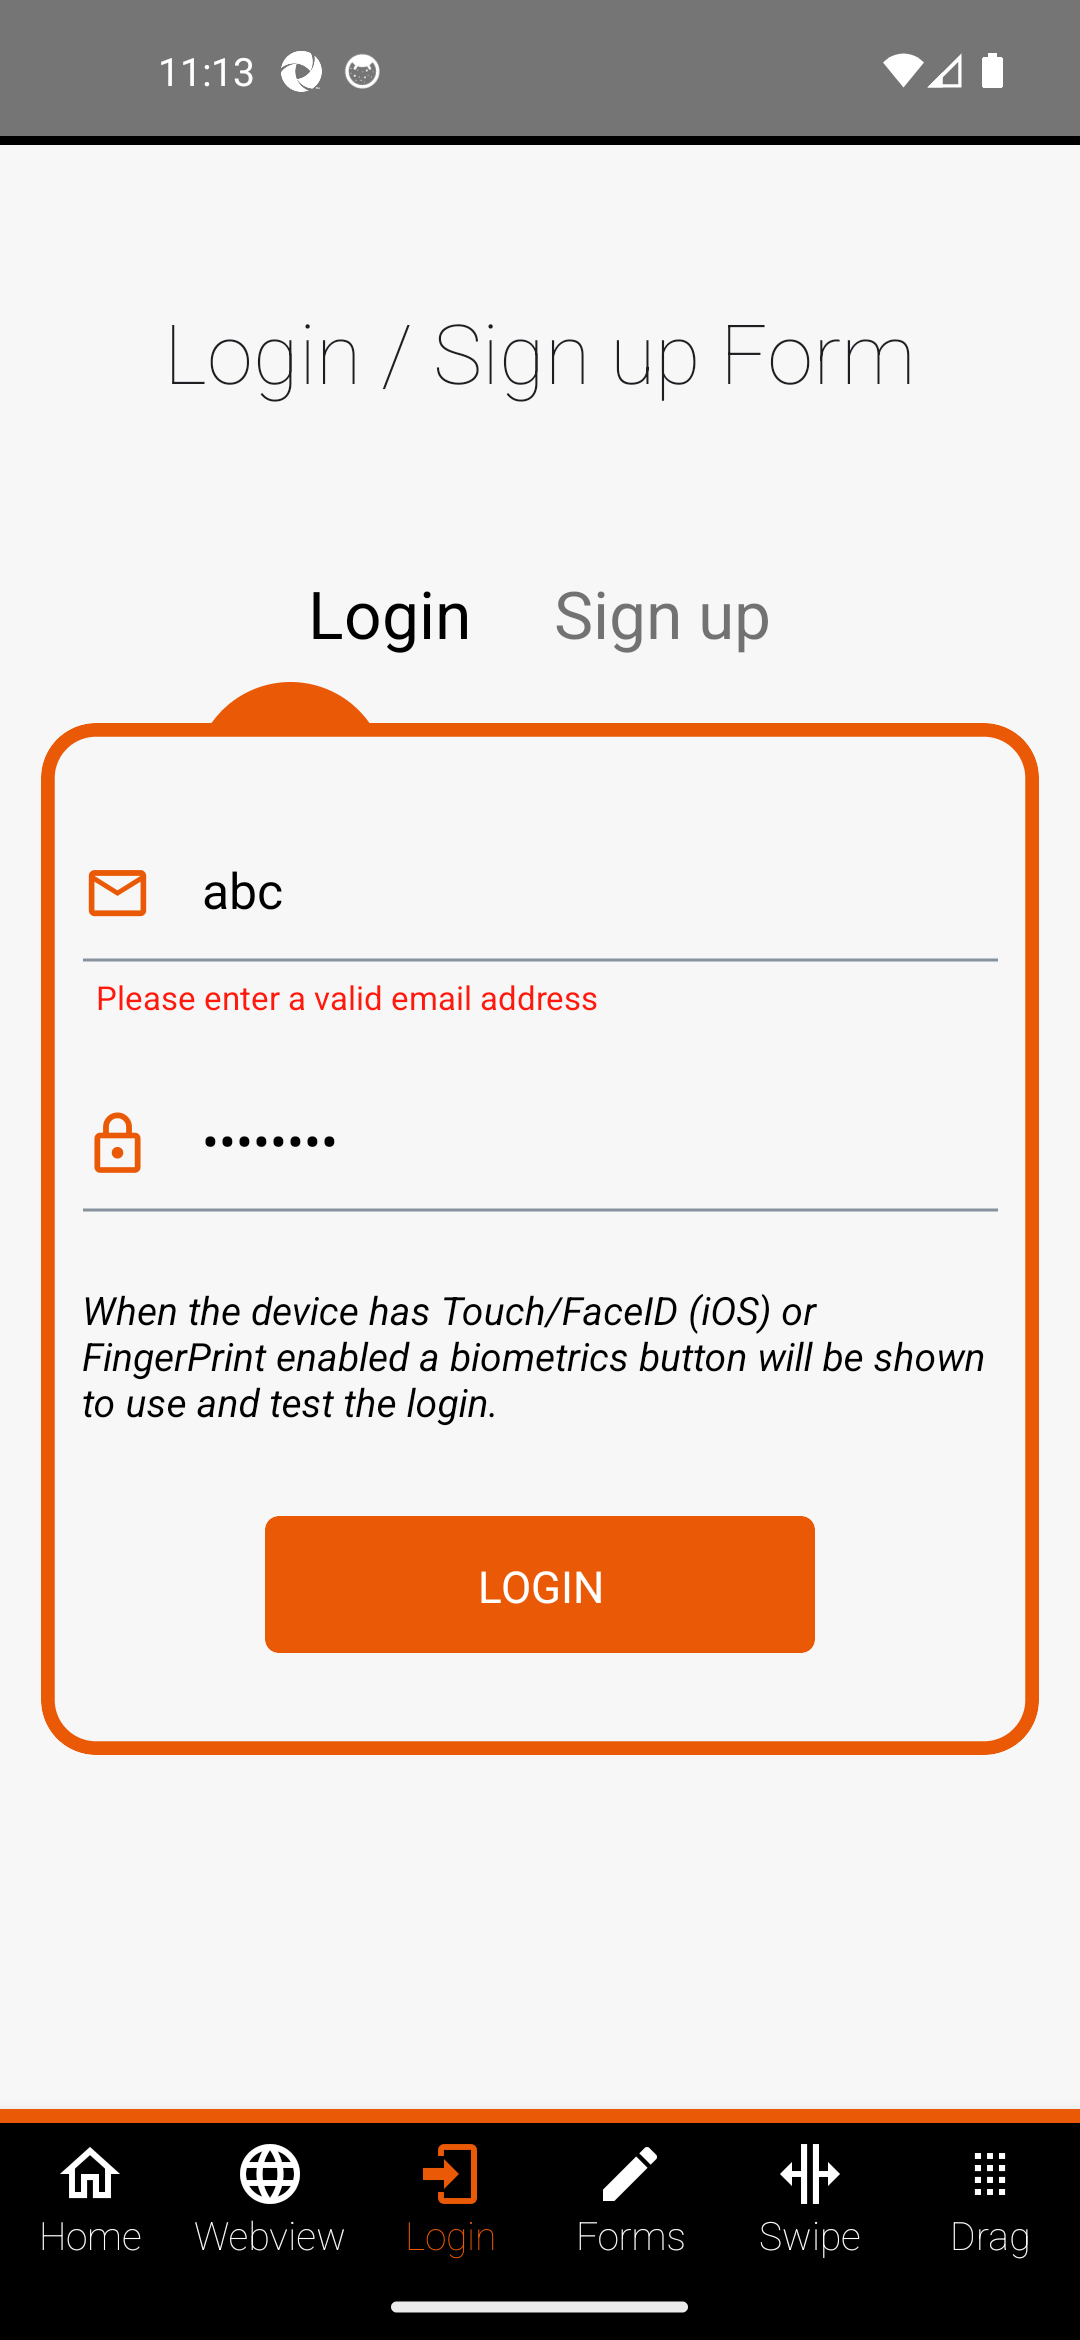 11:13
Login / Sign up Form
Login Sign up
abc
Please enter a valid email address
••••••••
When the device has Touch/FaceID (iOS) or
FingerPrint enabled a biometrics button will be shown
to use and test the login.
LOGIN
Home Webview Login Forms Swipe Drag